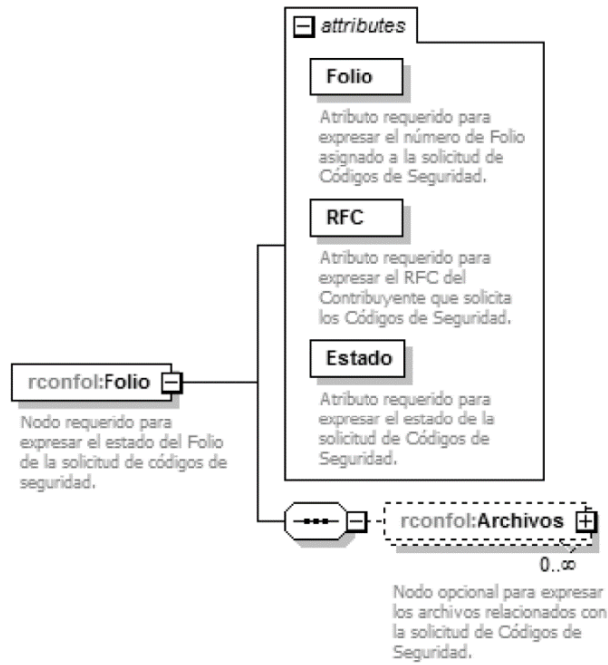 attributes
Folio
Atributo requerido para
expresar el número de Folio
asignado a la solicitud de
Códigos de Seguridad.
RFC
Atributo requerido para
expresar el RFC del
Contribuyente que solicita
los Códigos de Seguridad.
Estado
Atributo requerido para
expresar el estado de la
solicitud de Códigos de
Seguridad.
rconfol:Folio
Nodo requerido para
expresar el estado del Folio
de la solicitud de códigos de
seguridad.
rconfol:Archivos
0..∞
Nodo opcional para expresar
los archivos relacionados con
la solicitud de Códigos de
Seguridad.